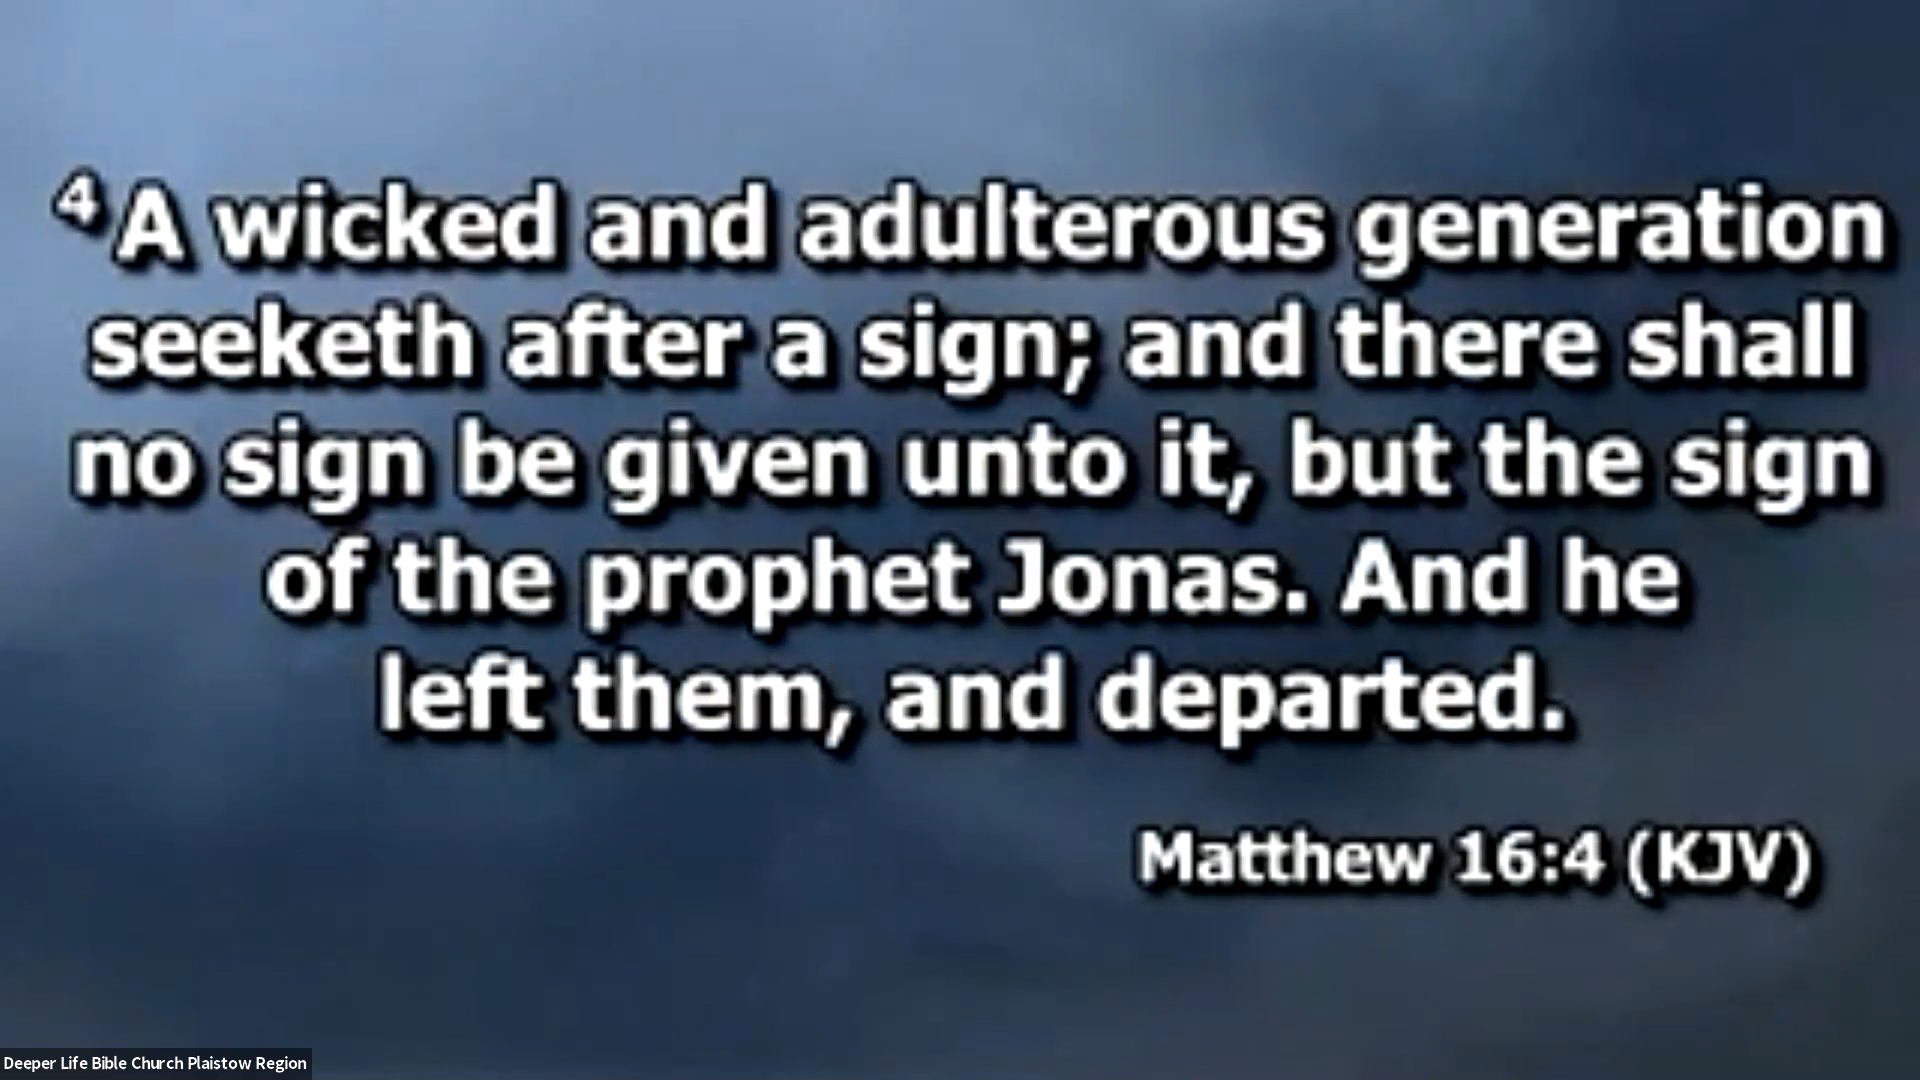 4 A wicked and adulterous generation
seeketh after a sign; and there shall
no sign be given unto it, but the sign
of the prophet Jonas. And he
left them, and departed.
Matthew 16:4 (KJV)
Deeper Life Bible Church Plaistow Region